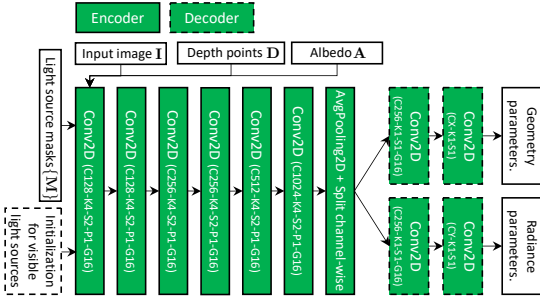 Encoder
Decoder
Input image I
Depth points D
Albedo A
Light source masks {M}
Initialization
for visible
light sources
Conv2D (C128-K4-S2-P1-G16)
Conv2D (C128-K4-S2-P1-G16)
Conv2D (C256-K4-S2-P1-G16)
Conv2D (C256-K4-S2-P1-G16)
Conv2D (C512-K4-S2-P1-G16)
Conv2D (C1024-K4-S2-P1-G16)
AvgPooling2D + Split channel-wise
Conv2D
(C256-K1-S1-G16)
Conv2D
(CX-K1-S1)
Geometry
parameters.
Conv2D
(C256-K1-S1-G16)
Conv2D
(CY-K1-S1)
Radiance
parameters.